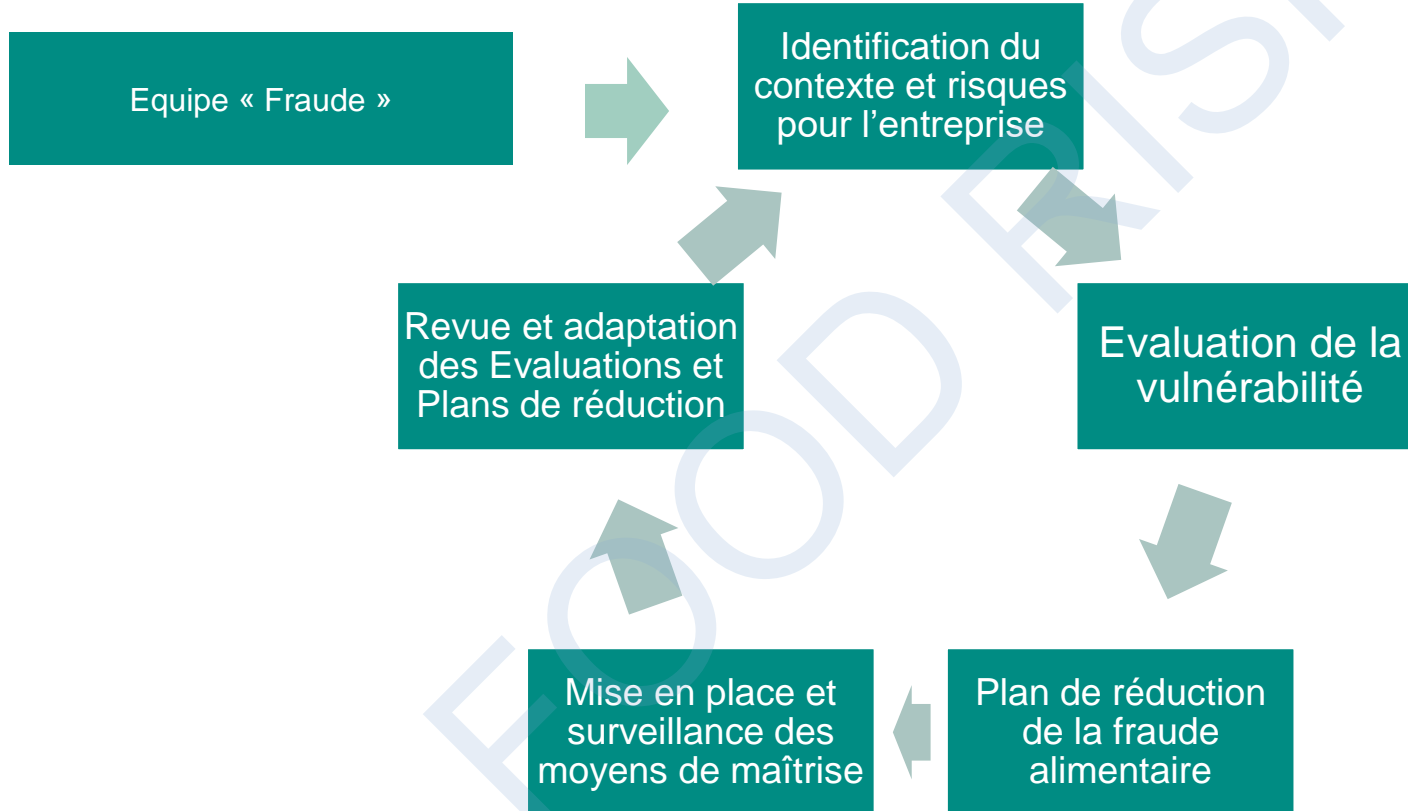 Equipe « Fraude »
Identification du
contexte et risques
pour l’entreprise
Evaluation de la
vulnérabilité
Plan de réduction
de la fraude
alimentaire
Mise en place et
surveillance des
moyens de maîtrise
Revue et adaptation
des Evaluations et
Plans de réduction
FOOD